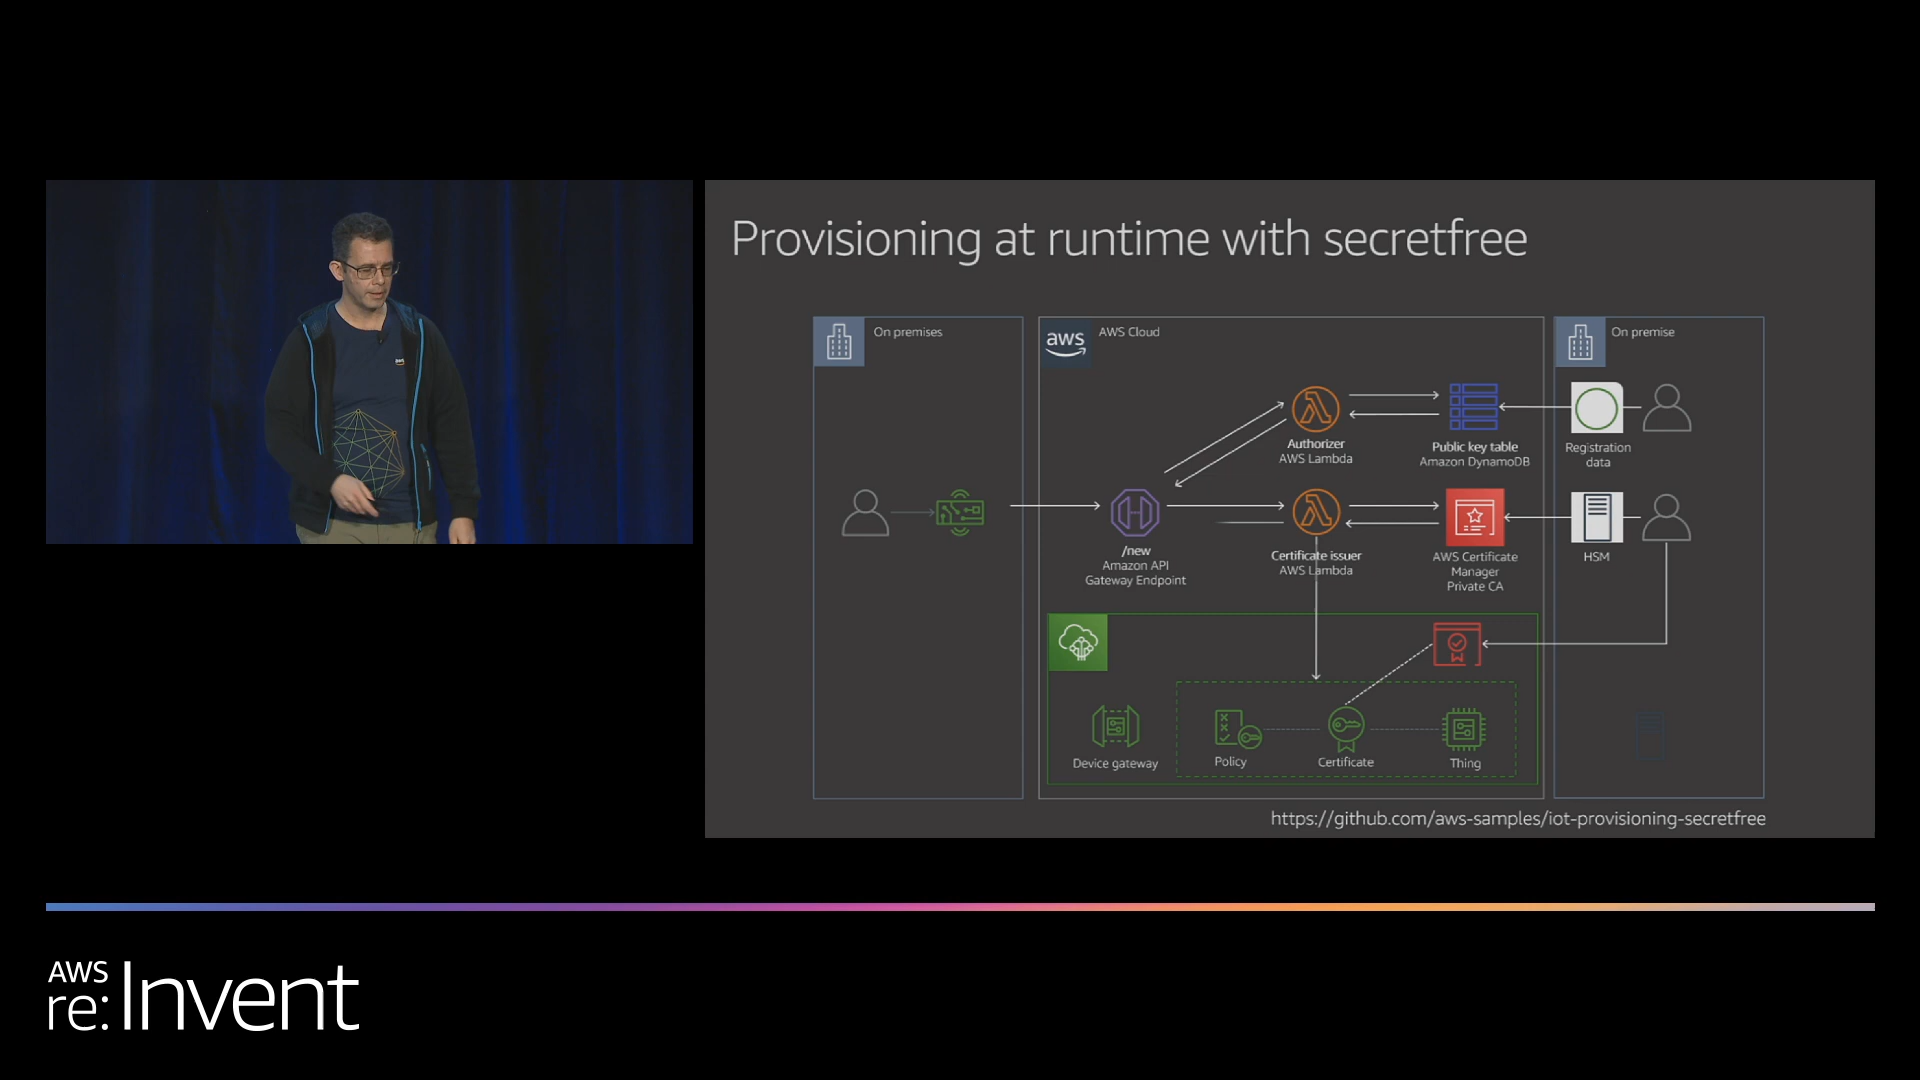 Provisioning at runtime with secretfree
On premises
aws
AWS Cloud
On premise
Authorizer
AWS Lambda
Public key table
Amazon DynamoDB
Registration
data
/new
Amazon API
Gateway Endpoint
Certificate issuer
AWS Lambda
AWS Certificate
Manager
Private CA
HSM
Device gateway
Policy
Certificate
Thing
https://github.com/aws-samples/iot-provisioning-secretfree
AWS
re:Invent